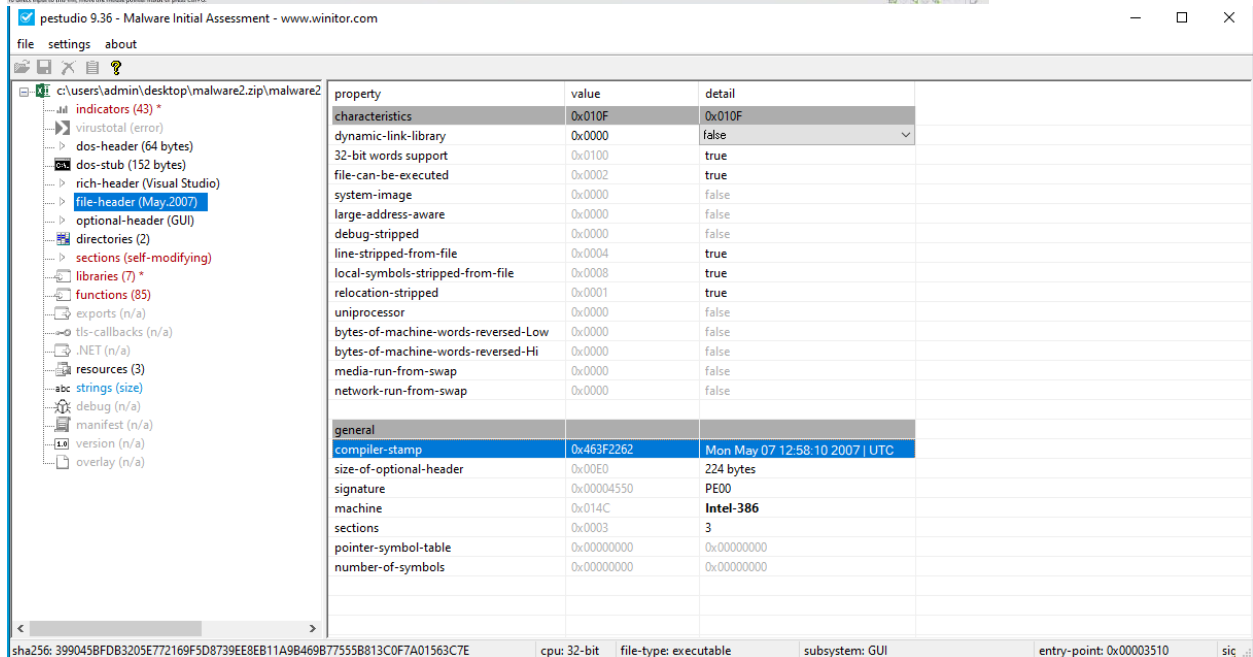 pestudio 9.36 - Malware Initial Assessment - www.winitor.com
file settings about
c:\users\admin\desktop\malware2.zip\malware2
indicators (43) *
virustotal (error)
dos-header (64 bytes)
dos-stub (152 bytes)
rich-header (Visual Studio)
file-header (May.2007)
optional-header (GUI)
directories (2)
sections (self-modifying)
libraries (7) *
functions (85)
exports (n/a)
tls-callbacks (n/a)
.NET (n/a)
resources (3)
abc strings (size)
debug (n/a)
manifest (n/a)
1.0 version (n/a)
overlay (n/a)
property value detail
characteristics 0x010F 0x010F
dynamic-link-library 0x0000 false
32-bit words support 0x0100 true
file-can-be-executed 0x0002 true
system-image 0x0000 false
large-address-aware 0x0000 false
debug-stripped 0x0000 false
line-stripped-from-file 0x0004 true
local-symbols-stripped-from-file 0x0008 true
relocation-stripped 0x0001 true
uniprocessor 0x0000 false
bytes-of-machine-words-reversed-Low 0x0000 false
bytes-of-machine-words-reversed-Hi 0x0000 false
media-run-from-swap 0x0000 false
network-run-from-swap 0x0000 false
general
compiler-stamp 0x463F2262 Mon May 07 12:58:10 2007 | UTC
size-of-optional-header 0x00E0 224 bytes
signature 0x00004550 PE00
machine 0x014C Intel-386
sections 0x0003 3
pointer-symbol-table 0x00000000 0x00000000
number-of-symbols 0x00000000 0x00000000
sha256: 399045BFDB3205E772169F5D8739EE8EB11A9B469B77555B813C0F7A01563C7E cpu: 32-bit file-type: executable subsystem: GUI entry-point: 0x00003510 sig